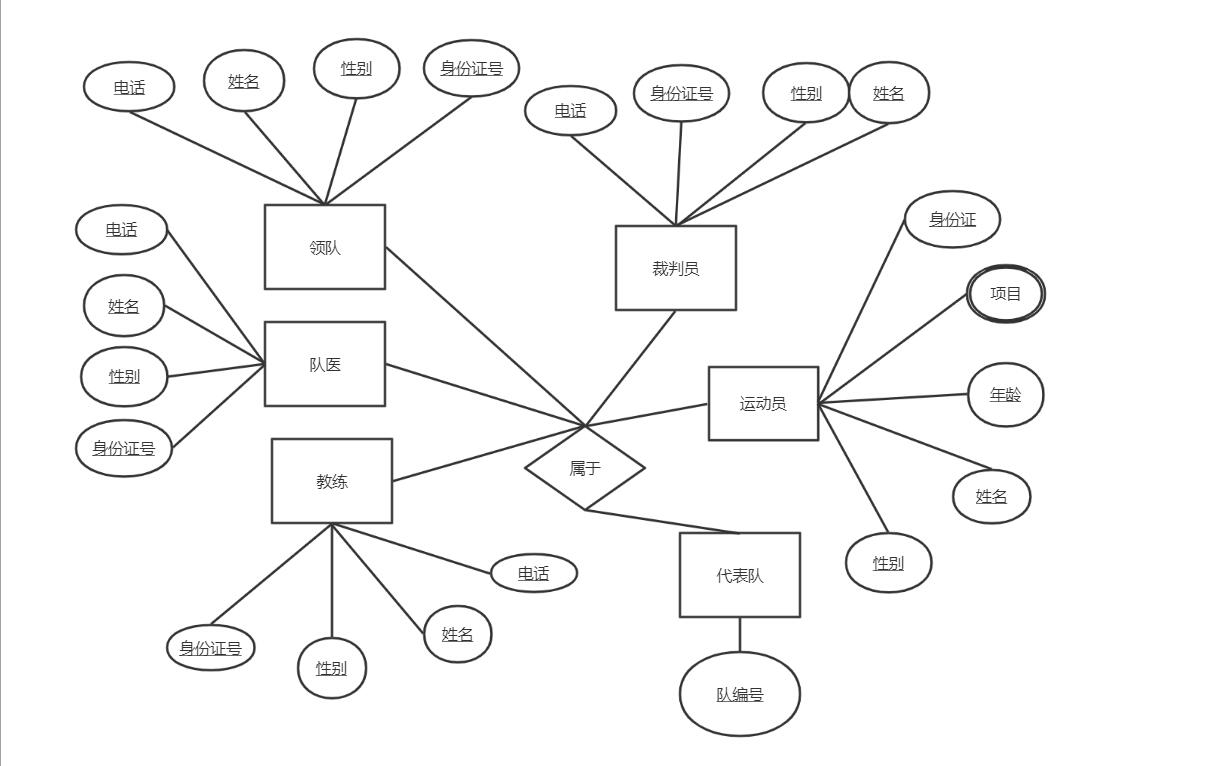 电话
姓名
性别
身份证号
电话
身份证号
性别
姓名
领队
裁判员
身份证
电话
项目
姓名
队医
性别
运动员
年龄
身份证号
教练
属于
姓名
电话
代表队
性别
身份证号
性别
姓名
队编号